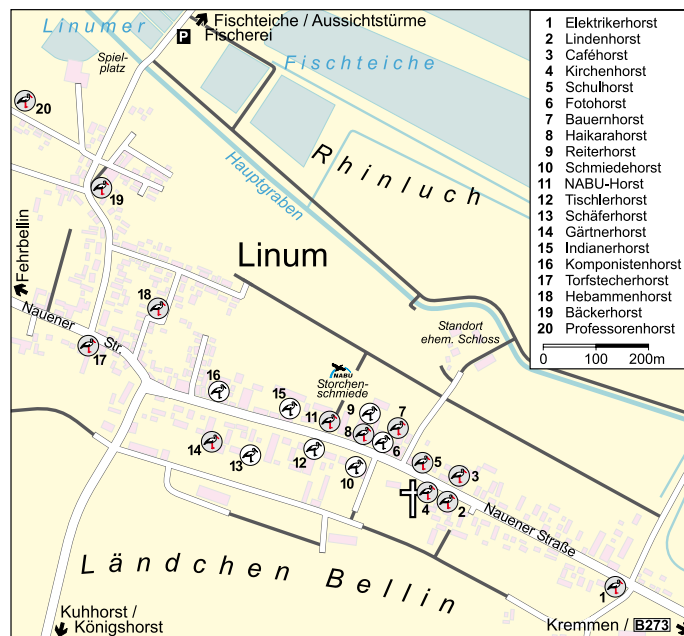 Fischteiche / Aussichtstürme
Fischerei
P
Linumer
Fischteiche
Spiel-
platz
20
19
Hauptgraben
Rhinluch
Linum
Fehrbellin
Nauener Str.
18
17
Standort
ehem. Schloss
NABU
Storchen-
schmiede
16
15
11
9
7
8
6
14
13
12
10
5
3
4
2
Nauener Straße
1
Ländchen Bellin
Kuhhorst /
Königshorst
Kremmen / B273
1 Elektrikerhorst
2 Lindenhorst
3 Caféhorst
4 Kirchenhorst
5 Schulhorst
6 Fotohorst
7 Bauernhorst
8 Haikarahorst
9 Reiterhorst
10 Schmiedehorst
11 NABU-Horst
12 Tischlerhorst
13 Schäferhorst
14 Gärtnerhorst
15 Indianerhorst
16 Komponistenhorst
17 Torfstecherhorst
18 Hebammenhorst
19 Bäckerhorst
20 Professorenhorst
0 100 200m